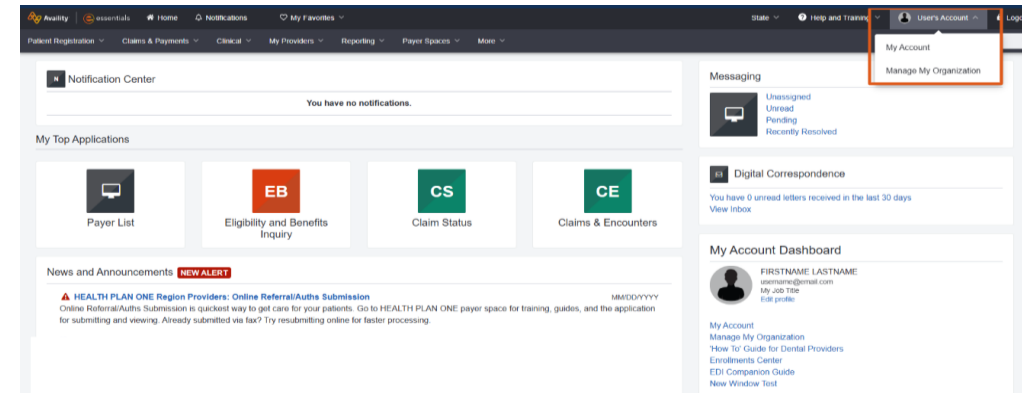 Availity essentials Home Notifications My Favorites State Help and Training User's Account
Patient Registration Claims & Payments Clinical My Providers Reporting Payer Spaces More
My Account
Manage My Organization
N Notification Center
You have no notifications.
My Top Applications
Payer List
EB
Eligibility and Benefits
Inquiry
CS
Claim Status
CE
Claims & Encounters
News and Announcements NEW ALERT
HEALTH PLAN ONE Region Providers: Online Referral/Auths Submission MM/DD/YYYY
Online Referral/Auths Submission is quickest way to get care for your patients. Go to HEALTH PLAN ONE payer space for training, guides, and the application
for submitting and viewing. Already submitted via fax? Try resubmitting online for faster processing.
Messaging
Unassigned
Unread
Pending
Recently Resolved
Digital Correspondence
You have 0 unread letters received in the last 30 days
View Inbox
My Account Dashboard
FIRSTNAME LASTNAME
username@email.com
My Job Title
Edit profile
My Account
Manage My Organization
'How To' Guide for Dental Providers
Enrollments Center
EDI Companion Guide
New Window Test